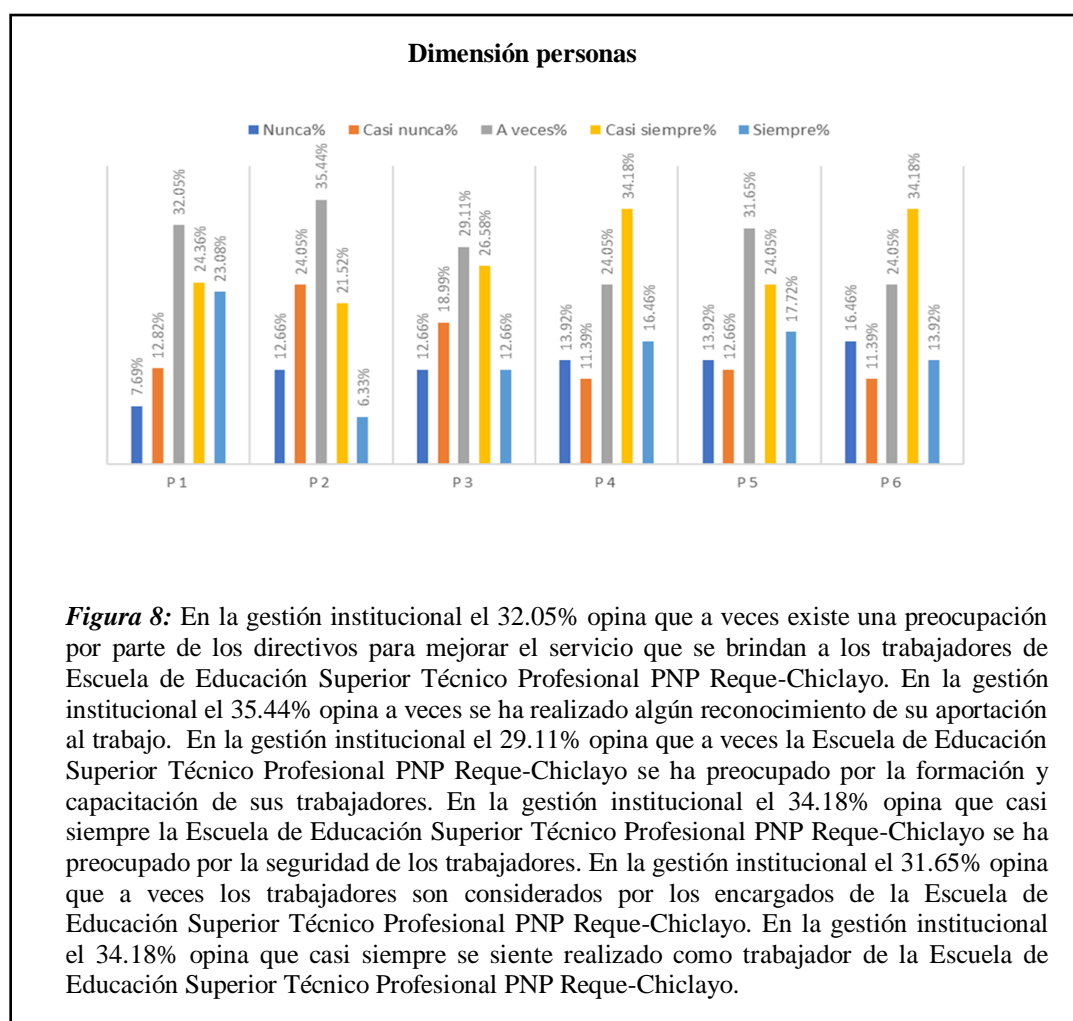 Dimensión personas
Nunca% Casi nunca% A veces% Casi siempre% Siempre%
7.69% 12.82% 32.05% 24.36% 23.08%
12.66% 24.05% 35.44% 21.52% 6.33%
12.66% 18.99% 29.11% 26.58% 12.66%
13.92% 11.39% 24.05% 34.18% 16.46%
13.92% 12.66% 31.65% 24.05% 17.72%
16.46% 11.39% 24.05% 34.18% 13.92%
P 1 P 2 P 3 P 4 P 5 P 6
Figura 8: En la gestión institucional el 32.05% opina que a veces existe una preocupación
por parte de los directivos para mejorar el servicio que se brindan a los trabajadores de
Escuela de Educación Superior Técnico Profesional PNP Reque-Chiclayo. En la gestión
institucional el 35.44% opina a veces se ha realizado algún reconocimiento de su aportación
al trabajo. En la gestión institucional el 29.11% opina que a veces la Escuela de Educación
Superior Técnico Profesional PNP Reque-Chiclayo se ha preocupado por la formación y
capacitación de sus trabajadores. En la gestión institucional el 34.18% opina que casi
siempre la Escuela de Educación Superior Técnico Profesional PNP Reque-Chiclayo se ha
preocupado por la seguridad de los trabajadores. En la gestión institucional el 31.65% opina
que a veces los trabajadores son considerados por los encargados de la Escuela de
Educación Superior Técnico Profesional PNP Reque-Chiclayo. En la gestión institucional
el 34.18% opina que casi siempre se siente realizado como trabajador de la Escuela de
Educación Superior Técnico Profesional PNP Reque-Chiclayo.